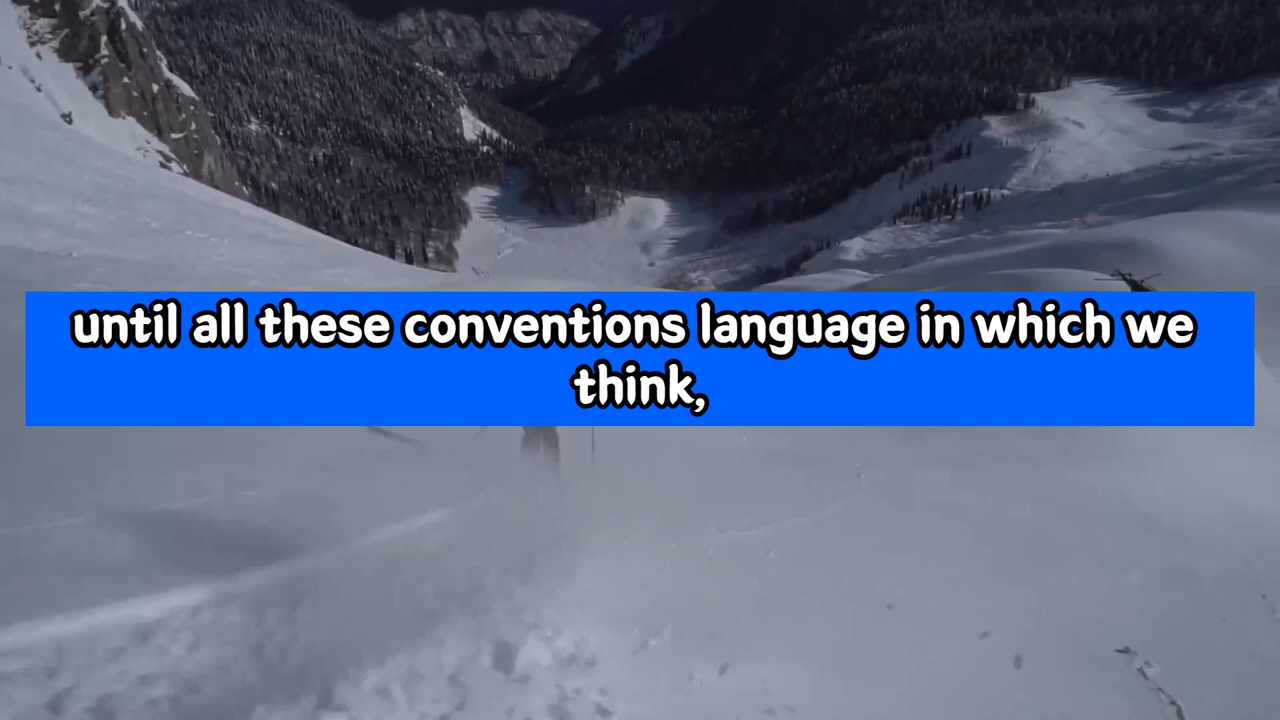 until all these conventions language in which we
think,